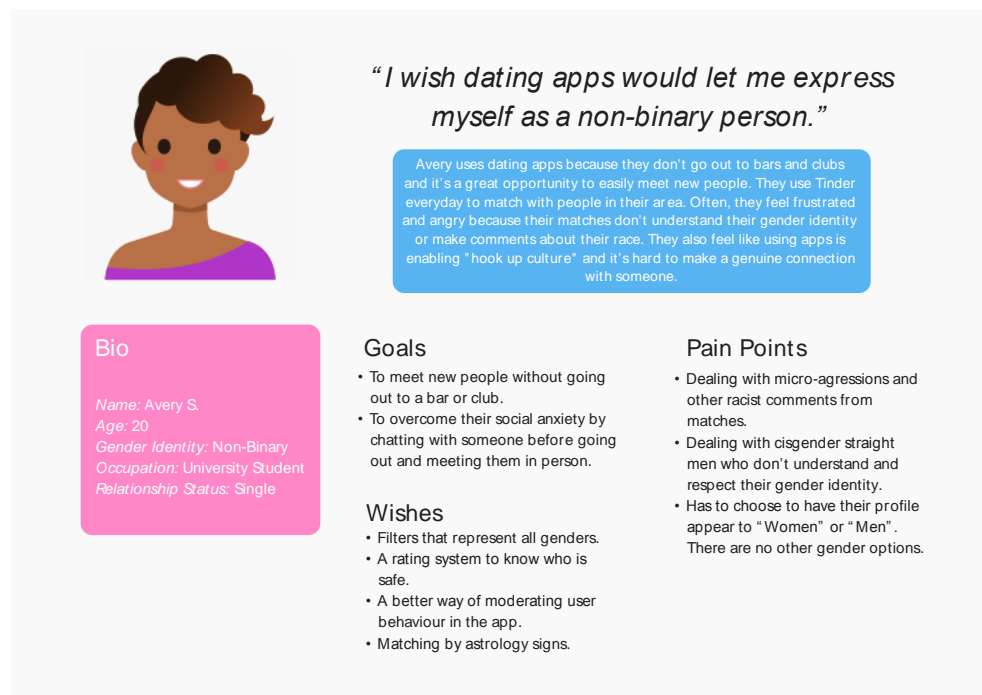 “I wish dating apps would let me express
myself as a non-binary person.”
Avery uses dating apps because they don't go out to bars and clubs
and it's a great opportunity to easily meet new people. They use Tinder
everyday to match with people in their area. Often, they feel frustrated
and angry because their matches don't understand their gender identity
or make comments about their race. They also feel like using apps is
enabling "hook up culture" and it's hard to make a genuine connection
with someone.
Bio
Name: Avery S.
Age: 20
Gender Identity: Non-Binary
Occupation: University Student
Relationship Status: Single
Goals
• To meet new people without going
out to a bar or club.
• To overcome their social anxiety by
chatting with someone before going
out and meeting them in person.
Wishes
• Filters that represent all genders.
• A rating system to know who is
safe.
• A better way of moderating user
behaviour in the app.
• Matching by astrology signs.
Pain Points
• Dealing with micro-agressions and
other racist comments from
matches.
• Dealing with cisgender straight
men who don't understand and
respect their gender identity.
• Has to choose to have their profile
appear to “Women” or “Men”.
There are no other gender options.